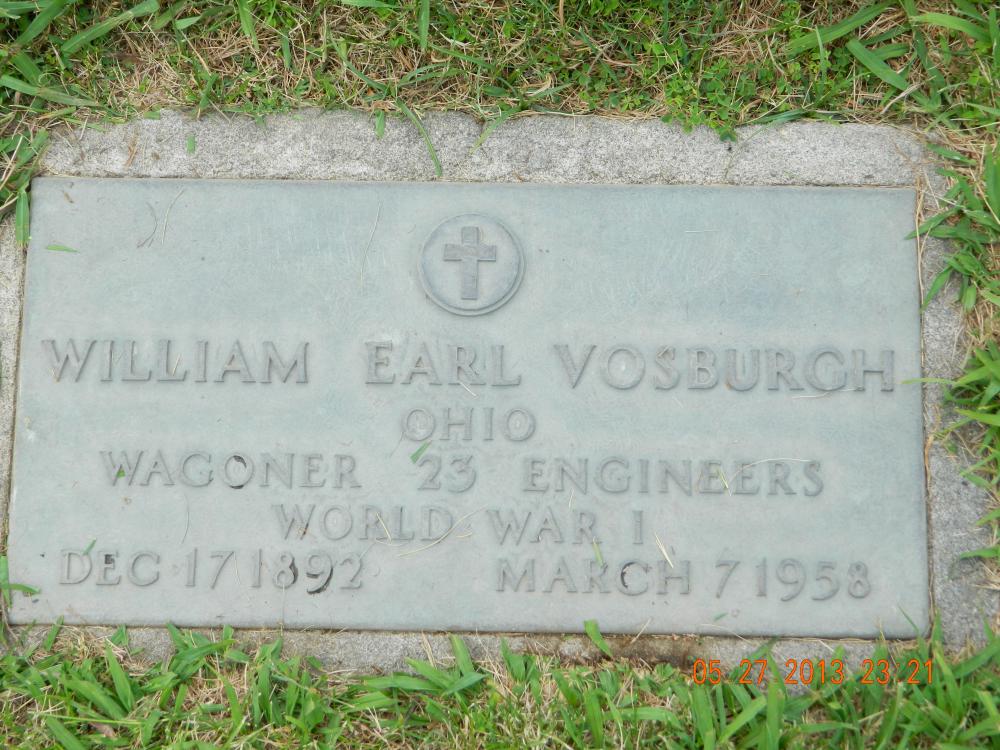 WILLIAM EARL VOSBURGH
OHIO
WAGONER 23 ENGINEERS
WORLD WAR I
DEC 17 1892 MARCH 7 1958
05.27.2013 23:21